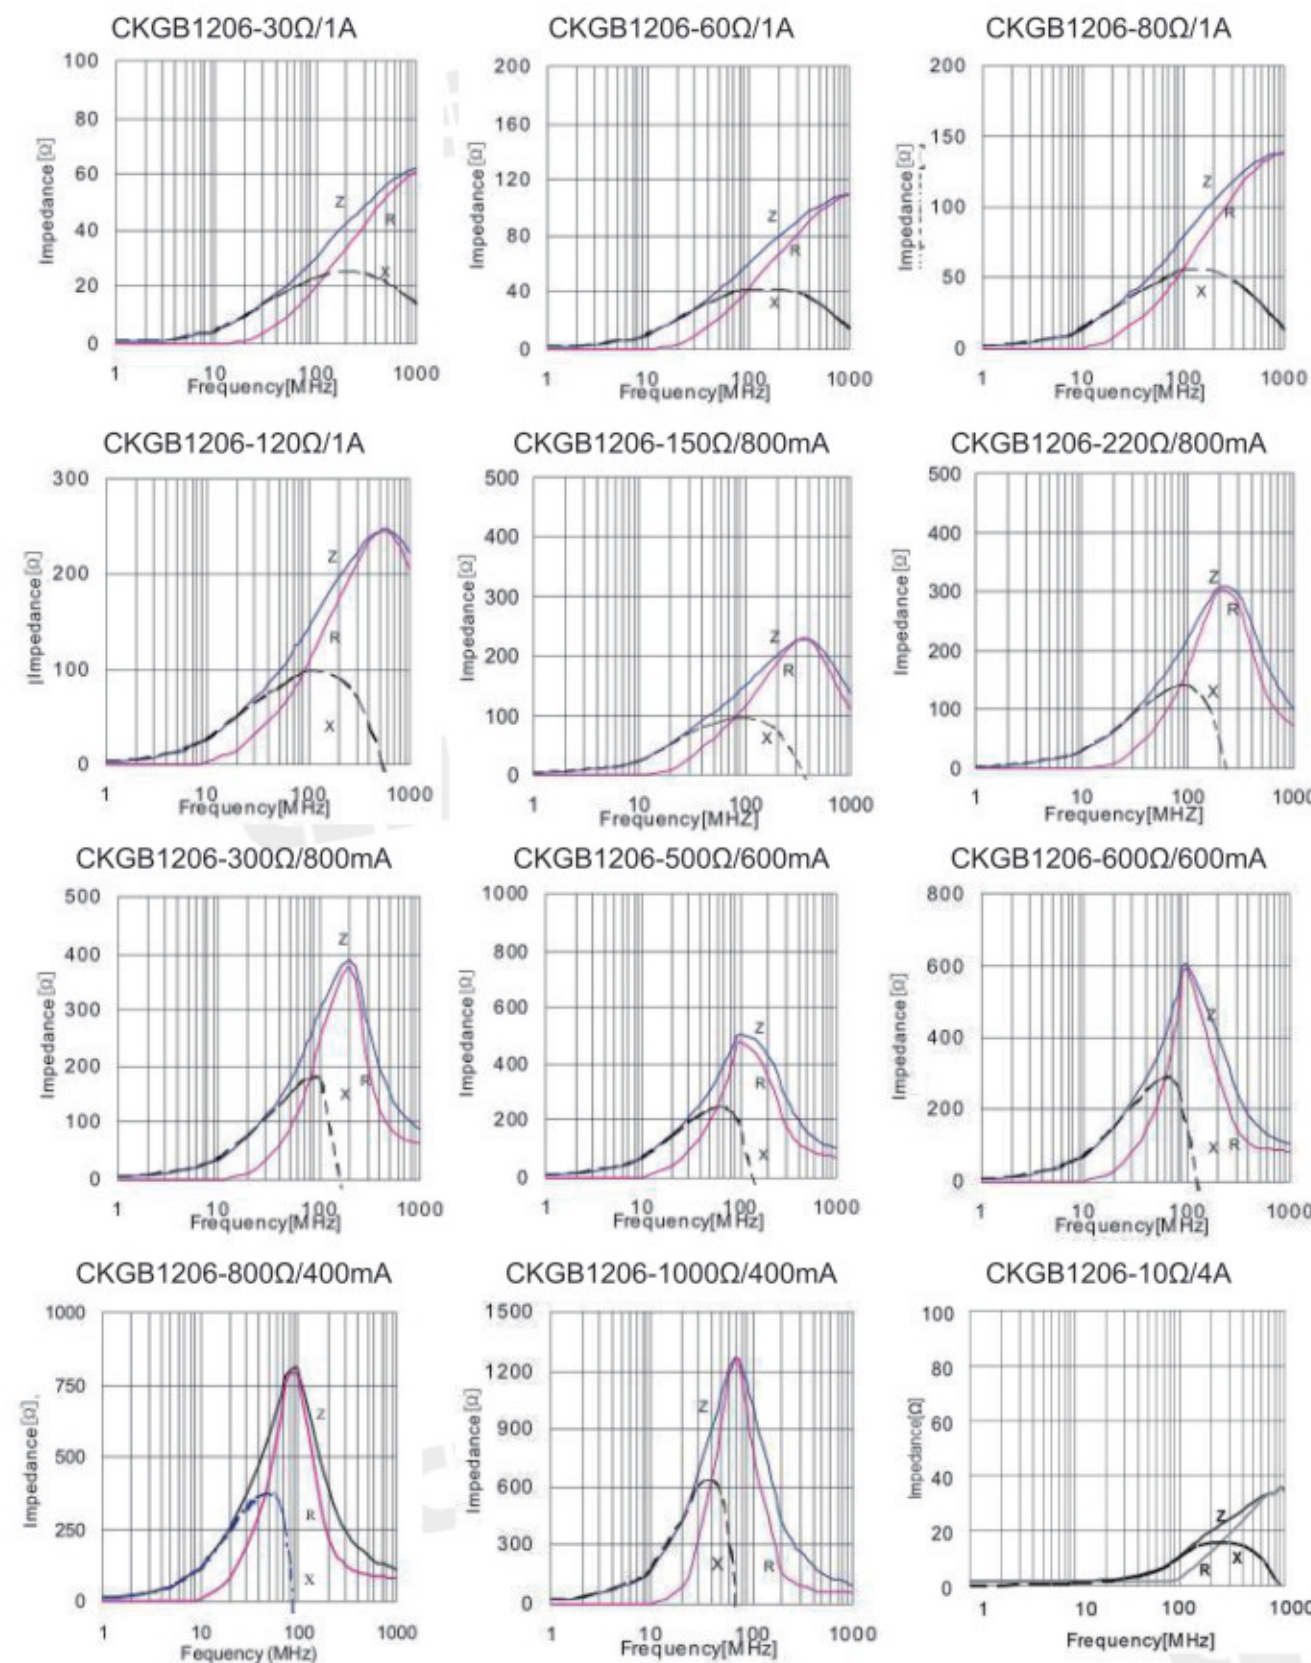 CKGB1206-30Ω/1A
100
80
60
40
20
0
Impedance[Ω]
Z
R
X
1 10 100 1000
Frequency[MHz]
CKGB1206-60Ω/1A
200
160
120
80
40
0
Impedance[Ω]
Z
R
X
1 10 100 1000
Frequency[MHz]
CKGB1206-80Ω/1A
200
150
100
50
0
Impedance[Ω]
Z
R
X
1 10 100 1000
Frequency[MHz]
CKGB1206-120Ω/1A
300
200
100
0
Impedance[Ω]
Z
R
X
1 10 100 1000
Frequency[MHz]
CKGB1206-150Ω/800mA
500
400
300
200
100
0
Impedance[Ω]
Z
R
X
1 10 100 1000
Frequency[MHZ]
CKGB1206-220Ω/800mA
500
400
300
200
100
0
Impedance[Ω]
Z
R
X
1 10 100 1000
Frequency[MHZ]
CKGB1206-300Ω/800mA
500
400
300
200
100
0
Impedance[Ω]
Z
X
R
1 10 100 1000
Frequency[MHz]
CKGB1206-500Ω/600mA
1000
800
600
400
200
0
Impedance[Ω]
Z
R
X
1 10 100 1000
Frequency[MHz]
CKGB1206-600Ω/600mA
800
600
400
200
0
Impedance[Ω]
Z
X
R
1 10 100 1000
Frequency[MHz]
CKGB1206-800Ω/400mA
1000
750
500
250
0
Impedance[Ω],
Z
R
X
1 10 100 1000
Fequency(MHz)
CKGB1206-1000Ω/400mA
1500
1200
900
600
300
0
Impedance[Ω]
Z
X
R
1 10 100 1000
Frequency[MHz]
CKGB1206-10Ω/4A
100
80
60
40
20
0
Impedance[Ω]
Z
R
X
1 10 100 1000
Frequency[MHz]